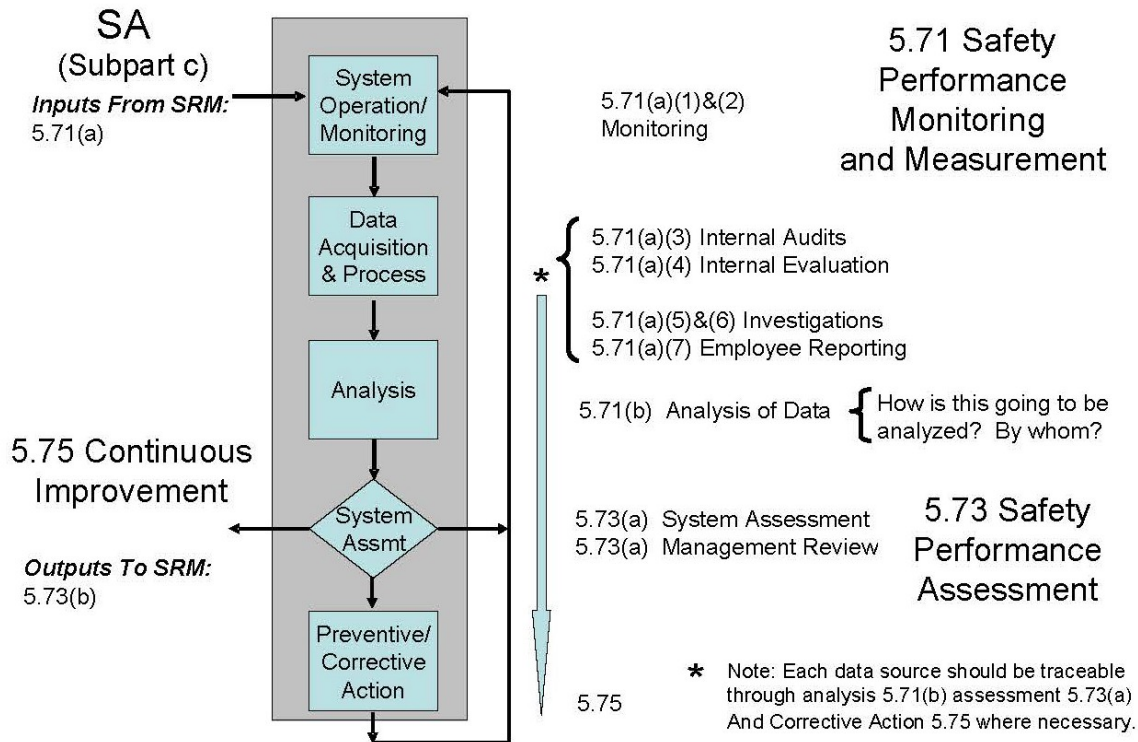 SA
(Subpart c)
Inputs From SRM:
5.71(a)
System
Operation/
Monitoring
Data
Acquisition
& Process
Analysis
System
Assmt
Preventive/
Corrective
Action
5.75 Continuous
Improvement
Outputs To SRM:
5.73(b)
5.71(a)(1)&(2)
Monitoring
5.71 Safety
Performance
Monitoring
and Measurement
*
5.71(a)(3) Internal Audits
5.71(a)(4) Internal Evaluation
5.71(a)(5)&(6) Investigations
5.71(a)(7) Employee Reporting
5.71(b) Analysis of Data
How is this going to be
analyzed? By whom?
5.73(a) System Assessment
5.73(a) Management Review
5.73 Safety
Performance
Assessment
5.75
* Note: Each data source should be traceable
through analysis 5.71(b) assessment 5.73(a)
And Corrective Action 5.75 where necessary.